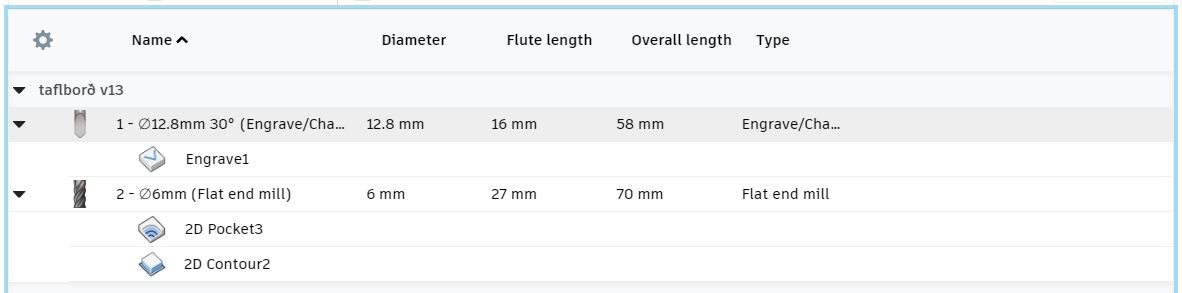 Name Diameter Flute length Overall length Type
taflborð v13
1 - ∅12.8mm 30° (Engrave/Cha... 12.8 mm 16 mm 58 mm Engrave/Cha...
Engrave1
2 - ∅6mm (Flat end mill) 6 mm 27 mm 70 mm Flat end mill
2D Pocket3
2D Contour2